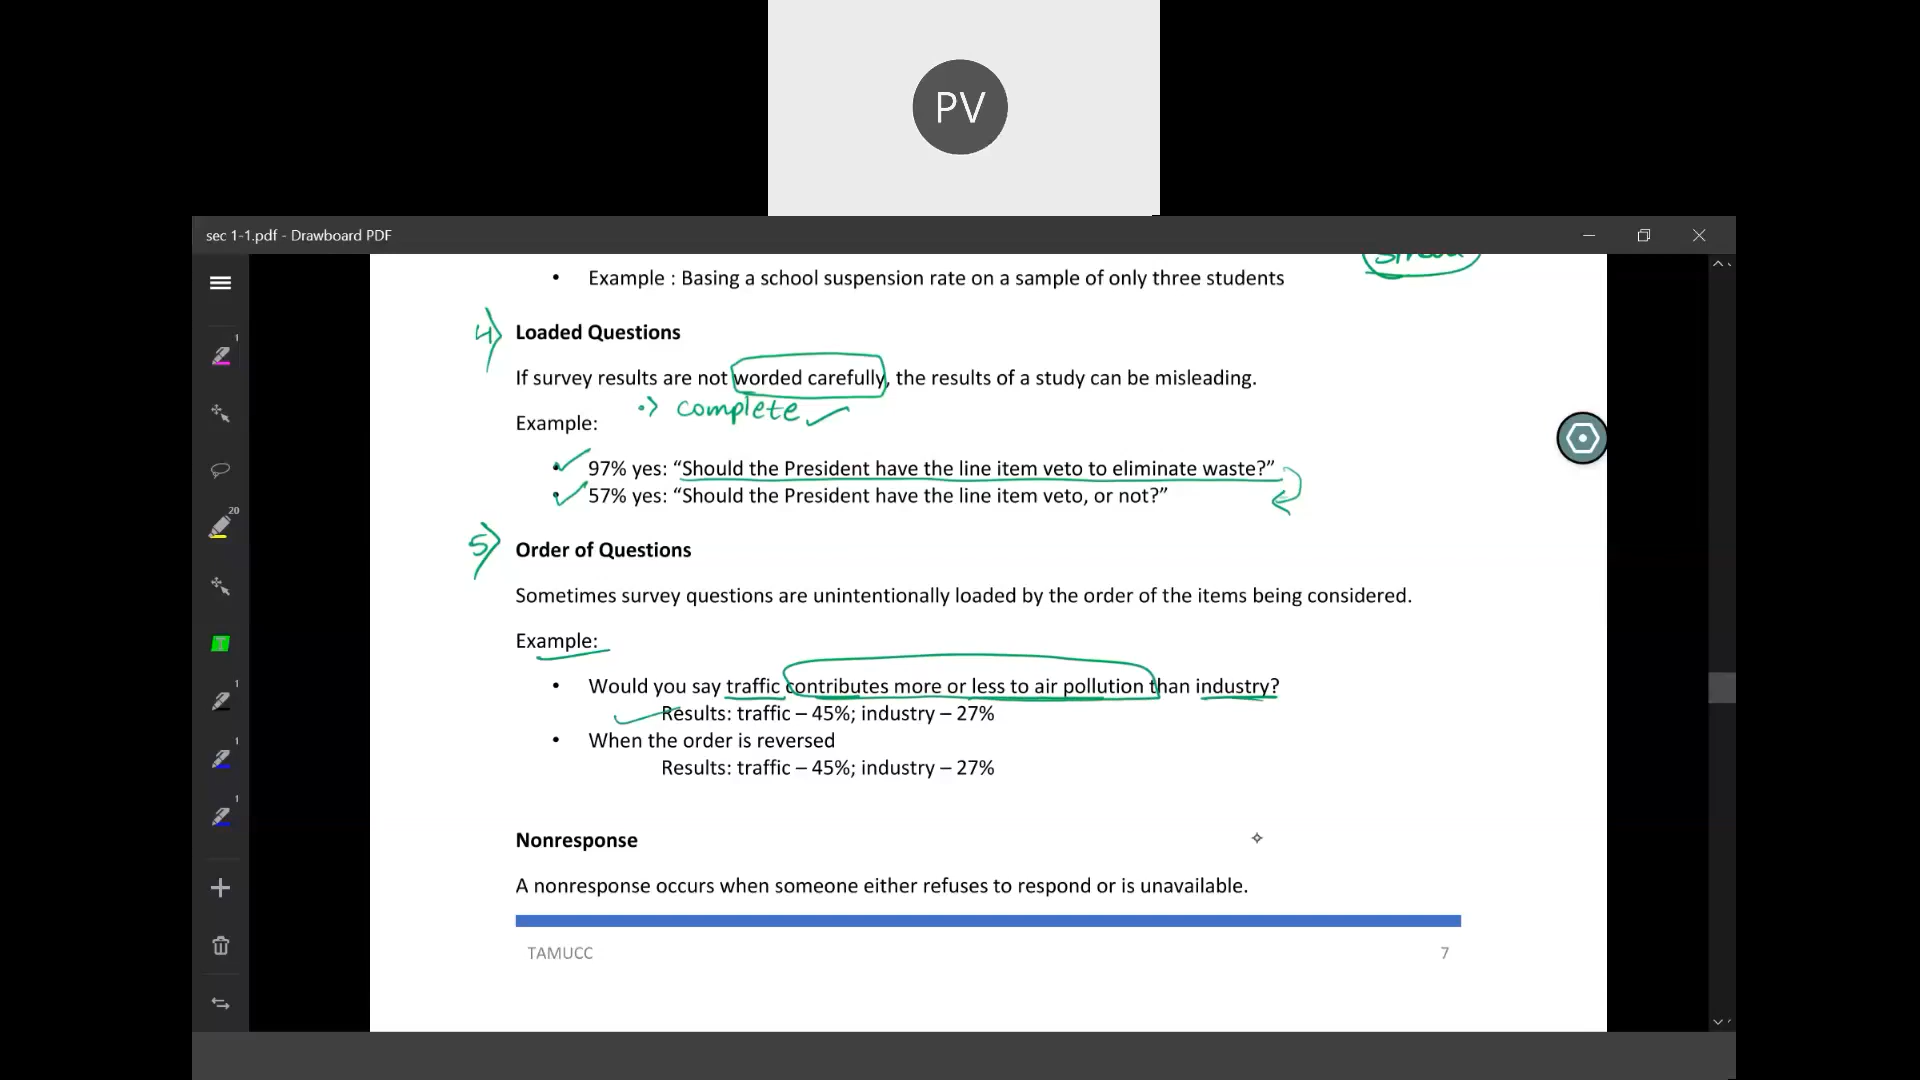 PV
sec 1-1.pdf - Drawboard PDF
• Example : Basing a school suspension rate on a sample of only three students
4) Loaded Questions
If survey results are not worded carefully, the results of a study can be misleading.
•> complete ✓
Example:
• 97% yes: “Should the President have the line item veto to eliminate waste?”
• 57% yes: “Should the President have the line item veto, or not?”
5) Order of Questions
Sometimes survey questions are unintentionally loaded by the order of the items being considered.
Example:
• Would you say traffic contributes more or less to air pollution than industry?
Results: traffic – 45%; industry – 27%
• When the order is reversed
Results: traffic – 45%; industry – 27%
Nonresponse
A nonresponse occurs when someone either refuses to respond or is unavailable.
TAMUCC 7
1
20
1
1
1